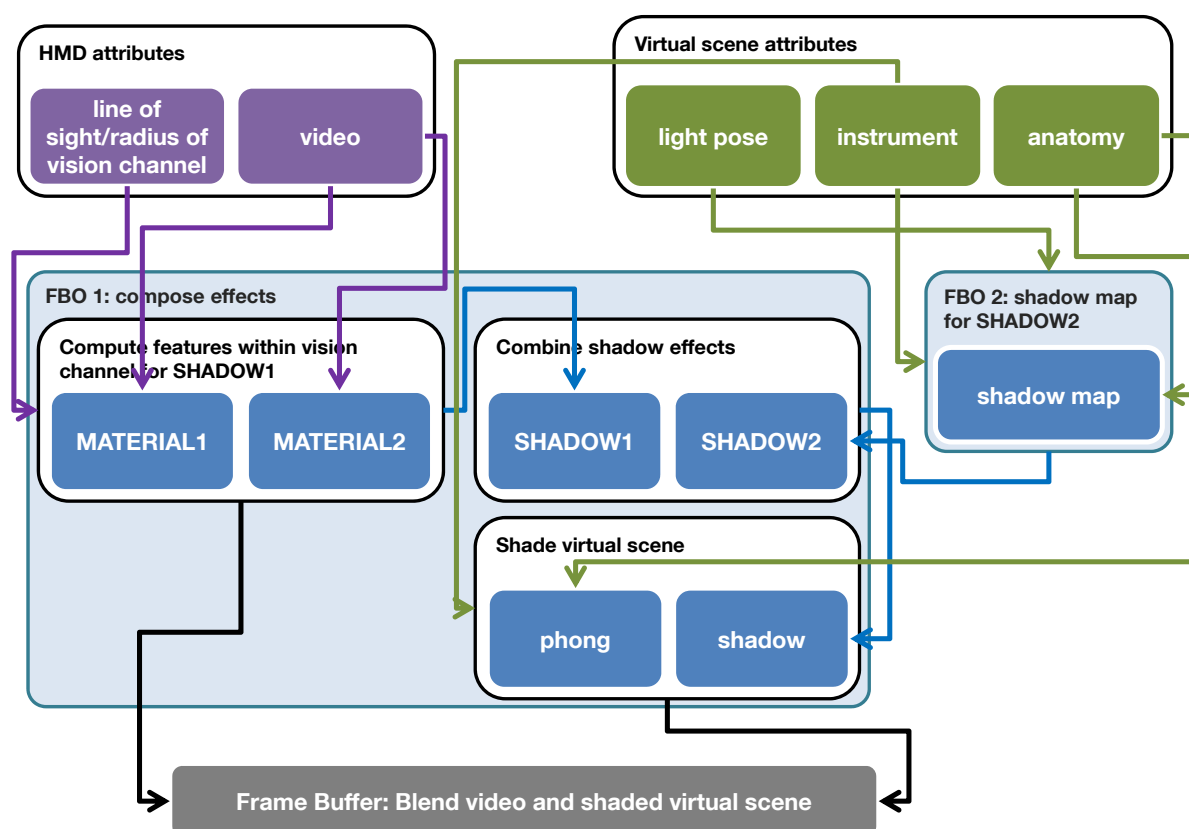 HMD attributes
line of
sight/radius of
vision channel
video
Virtual scene attributes
light pose
instrument
anatomy
FBO 1: compose effects
Compute features within vision
channel for SHADOW1
MATERIAL1
MATERIAL2
Combine shadow effects
SHADOW1
SHADOW2
FBO 2: shadow map
for SHADOW2
shadow map
Shade virtual scene
phong
shadow
Frame Buffer: Blend video and shaded virtual scene